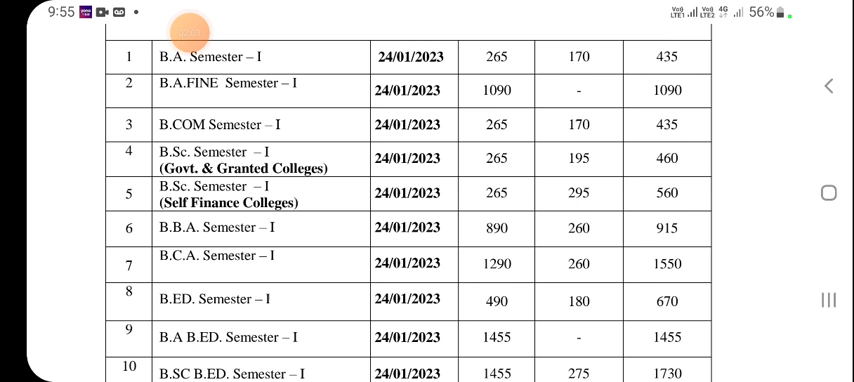 9:55
Vo)) LTE1 Vo)) LTE2 4G 56%
1 B.A. Semester – I 24/01/2023 265 170 435
2 B.A.FINE Semester – I 24/01/2023 1090 - 1090
3 B.COM Semester – I 24/01/2023 265 170 435
4 B.Sc. Semester – I
(Govt. & Granted Colleges) 24/01/2023 265 195 460
5 B.Sc. Semester – I
(Self Finance Colleges) 24/01/2023 265 295 560
6 B.B.A. Semester – I 24/01/2023 890 260 915
7 B.C.A. Semester – I 24/01/2023 1290 260 1550
8 B.ED. Semester – I 24/01/2023 490 180 670
9 B.A B.ED. Semester – I 24/01/2023 1455 - 1455
10 B.SC B.ED. Semester – I 24/01/2023 1455 275 1730